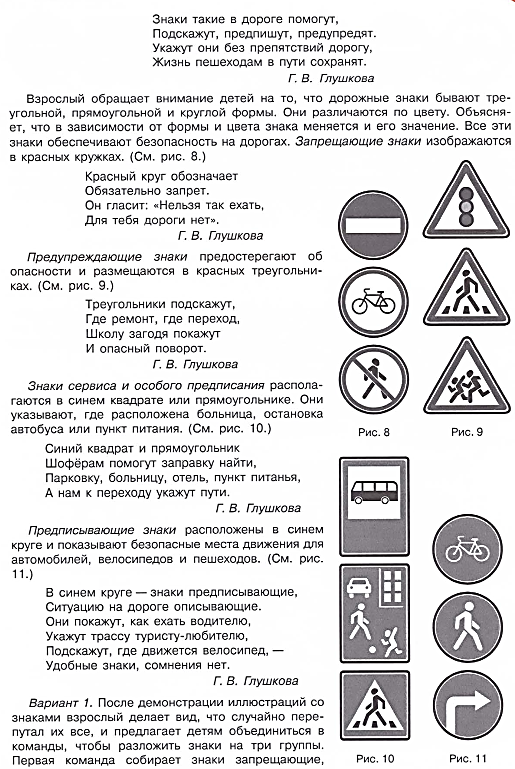 Знаки такие в дороге помогут,
Подскажут, предпишут, предупредят.
Укажут они без препятствий дорогу,
Жизнь пешеходам в пути сохранят.
Г. В. Глушкова
Взрослый обращает внимание детей на то, что дорожные знаки бывают тре-
угольной, прямоугольной и круглой формы. Они различаются по цвету. Объясня-
ет, что в зависимости от формы и цвета знака меняется и его значение. Все эти
знаки обеспечивают безопасность на дорогах. Запрещающие знаки изображаются
в красных кружках. (См. рис. 8.)
Красный круг обозначает
Обязательно запрет.
Он гласит: «Нельзя так ехать,
Для тебя дороги нет».
Г. В. Глушкова
Предупреждающие знаки предостерегают об
опасности и размещаются в красных треугольни-
ках. (См. рис. 9.)
Треугольники подскажут,
Где ремонт, где переход,
Школу загодя покажут
И опасный поворот.
Г. В. Глушкова
Знаки сервиса и особого предписания распола-
гаются в синем квадрате или прямоугольнике. Они
указывают, где расположена больница, остановка
автобуса или пункт питания. (См. рис. 10.)
Синий квадрат и прямоугольник
Шофёрам помогут заправку найти,
Парковку, больницу, отель, пункт питанья,
А нам к переходу укажут пути.
Г. В. Глушкова
Предписывающие знаки расположены в синем
круге и показывают безопасные места движения для
автомобилей, велосипедов и пешеходов. (См. рис.
11.)
В синем круге — знаки предписывающие,
Ситуацию на дороге описывающие.
Они покажут, как ехать водителю,
Укажут трассу туристу-любителю,
Подскажут, где движется велосипед, —
Удобные знаки, сомнения нет.
Г. В. Глушкова
Вариант 1. После демонстрации иллюстраций со
знаками взрослый делает вид, что случайно пере-
путал их все, и предлагает детям объединиться в
команды, чтобы разложить знаки на три группы.
Первая команда собирает знаки запрещающие,
Рис. 8
Рис. 9
Рис. 10
Рис. 11